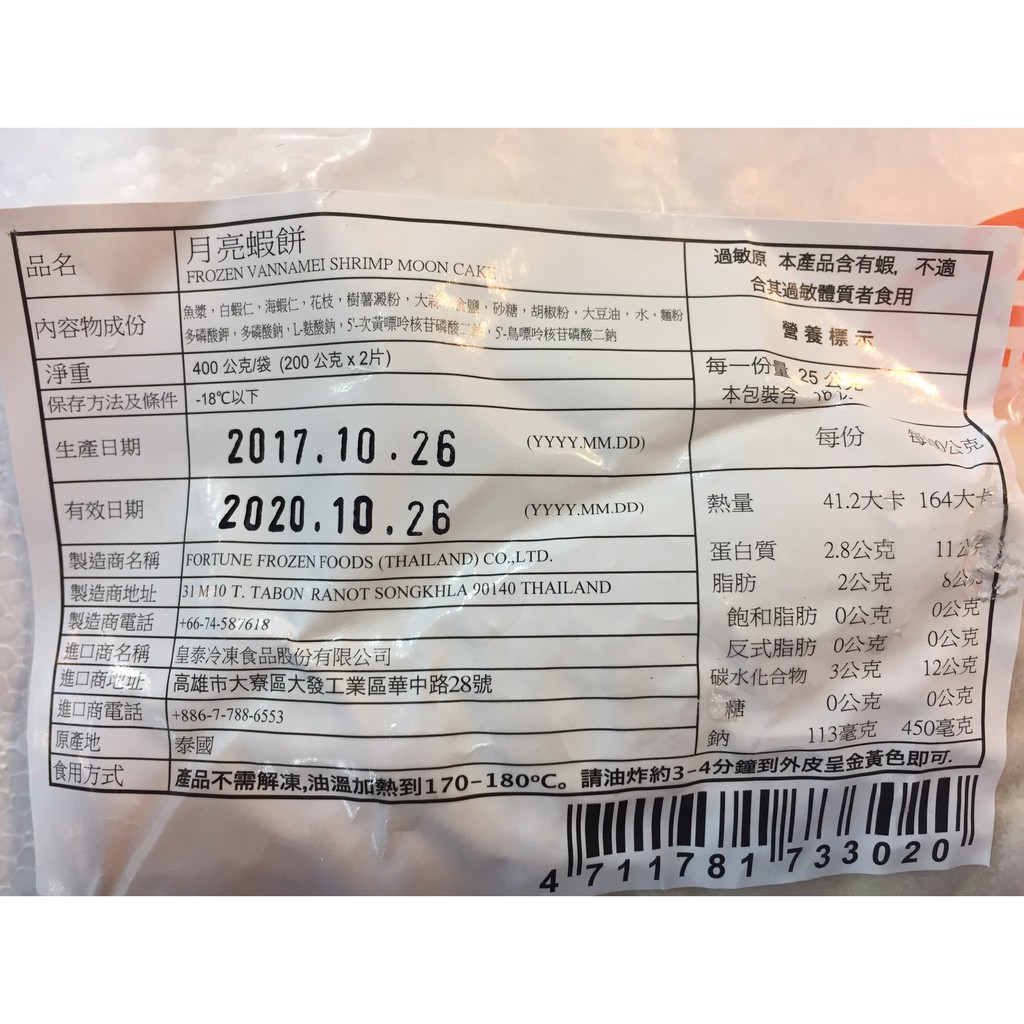 品名 月亮蝦餅
FROZEN VANNAMEI SHRIMP MOON CAKE
內容物成份 魚漿，白蝦仁，海蝦仁，花枝，樹薯澱粉，大蒜，食鹽，砂糖，胡椒粉，大豆油，水，麵粉
多磷酸鉀，多磷酸鈉，L-麩酸鈉，5'-次黃嘌呤核苷磷酸二 5'-鳥嘌呤核苷磷酸二鈉
淨重 400 公克/袋 (200 公克 x 2片)
保存方法及條件 -18℃以下
生產日期 2017.10.26 (YYYY.MM.DD)
有效日期 2020.10.26 (YYYY.MM.DD)
製造商名稱 FORTUNE FROZEN FOODS (THAILAND) CO.,LTD.
製造商地址 31 M 10 T. TABON RANOT SONGKHLA 90140 THAILAND
製造商電話 +66-74-587618
進口商名稱 皇泰冷凍食品股份有限公司
進口商地址 高雄市大寮區大發工業區華中路28號
進口商電話 +886-7-788-6553
原產地 泰國
食用方式 產品不需解凍,油溫加熱到170-180ºC。請油炸約3-4分鐘到外皮呈金黃色即可.
過敏原 本產品含有蝦，不適
合其過敏體質者食用
營養標示
每一份量 25 公克
本包裝含
每份 公克
熱量 41.2大卡 164大卡
蛋白質 2.8公克 11公克
脂肪 2公克 8公克
飽和脂肪 0公克 0公克
反式脂肪 0公克 0公克
碳水化合物 3公克 12公克
糖 0公克 0公克
鈉 113毫克 450毫克
4 711781 733020